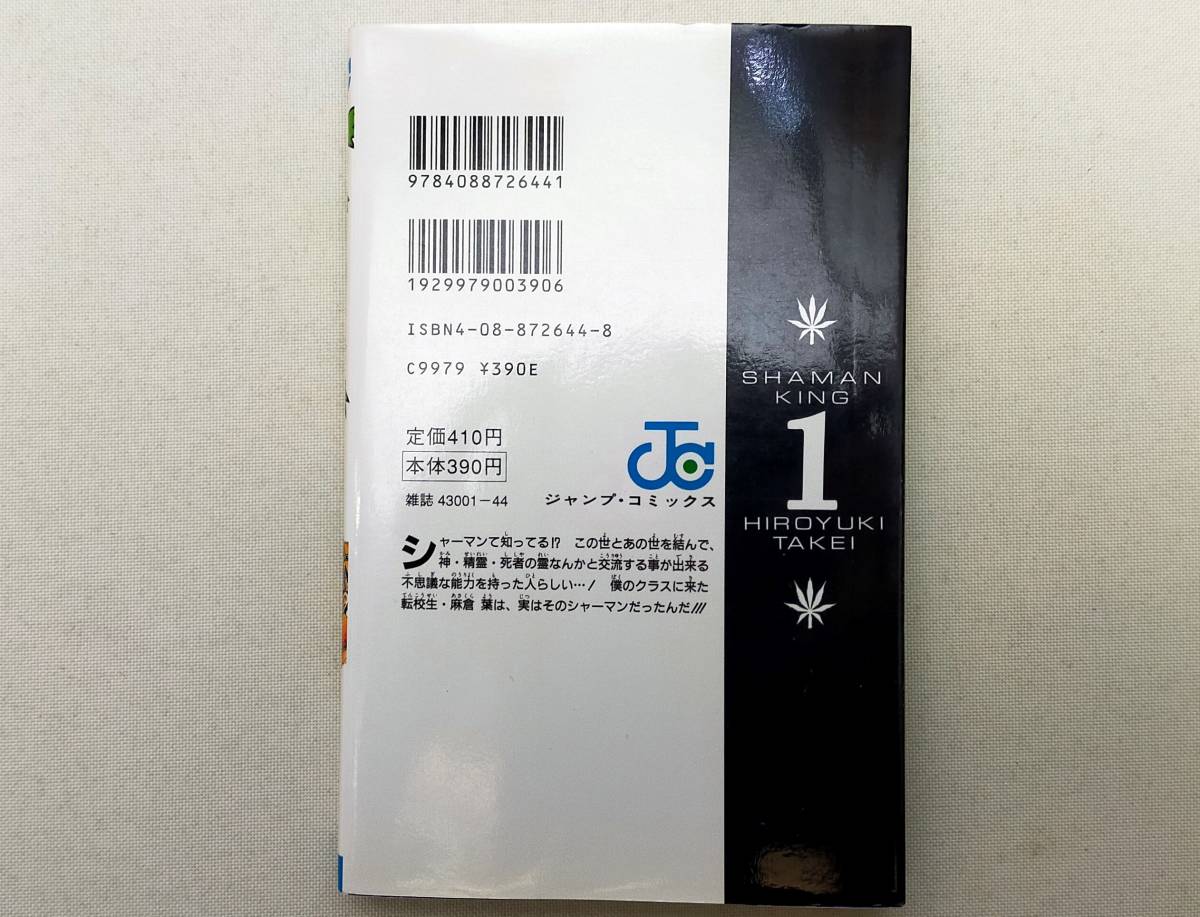 9784088726441
1929979003906
ISBN4-08-872644-8
C9979 ¥390E
定価410円
本体390円
雑誌 43001-44
ジャンプ・コミックス
シャーマンて知ってる!? この世とあの世を結んで、
神・精霊・死者の霊なんかと交流する事が出来る
不思議な能力を持った人らしい…! 僕のクラスに来た
転校生・麻倉 葉は、実はそのシャーマンだったんだ!!!
SHAMAN
KING
1
HIROYUKI
TAKEI